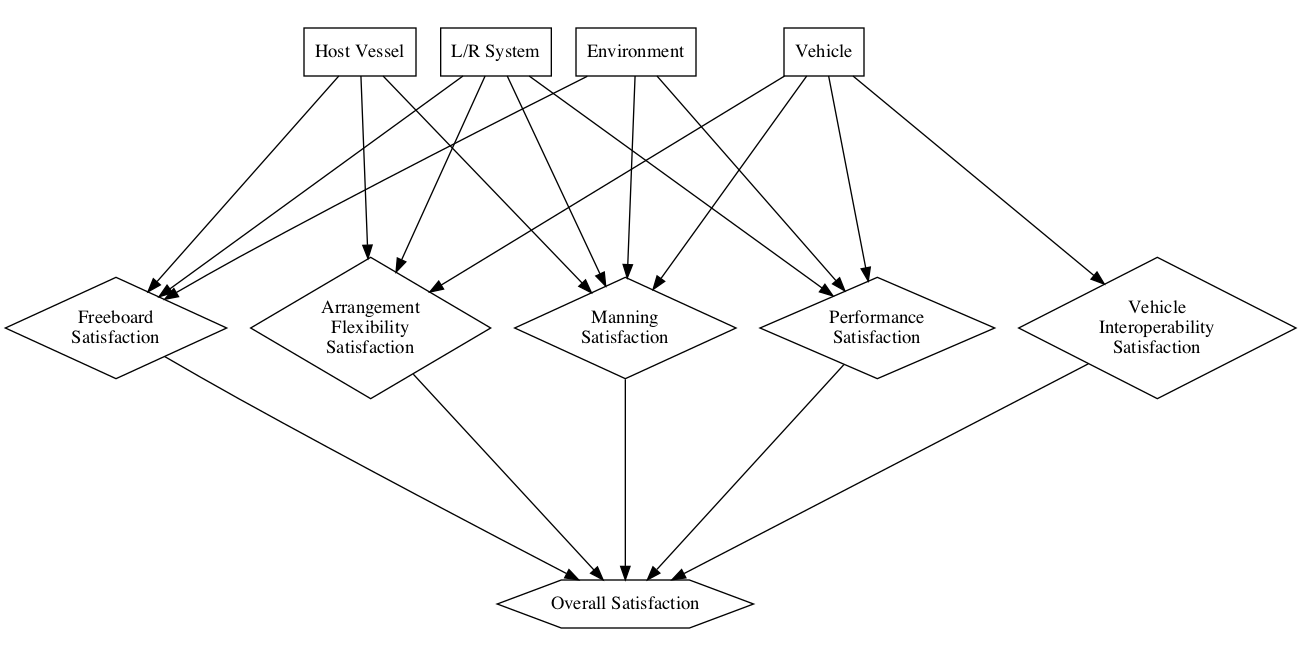 Host Vessel
L/R System
Environment
Vehicle
Freeboard
Satisfaction
Arrangement
Flexibility
Satisfaction
Manning
Satisfaction
Performance
Satisfaction
Vehicle
Interoperability
Satisfaction
Overall Satisfaction